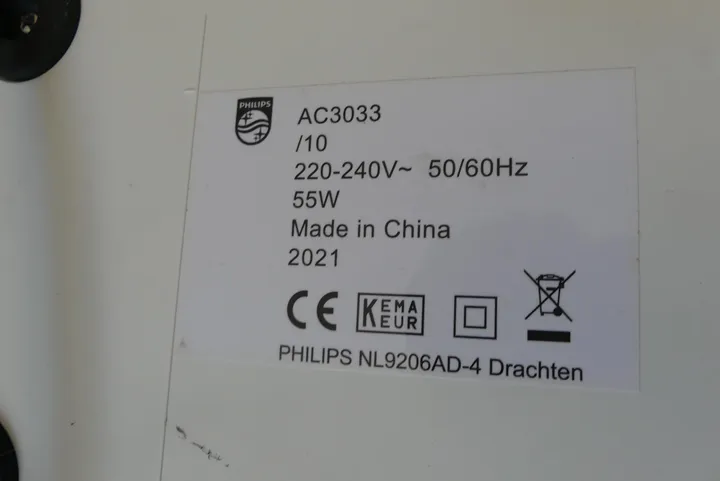 PHILIPS
AC3033
/10
220-240V~ 50/60Hz
55W
Made in China
2021
CE KEMA EUR
PHILIPS NL9206AD-4 Drachten